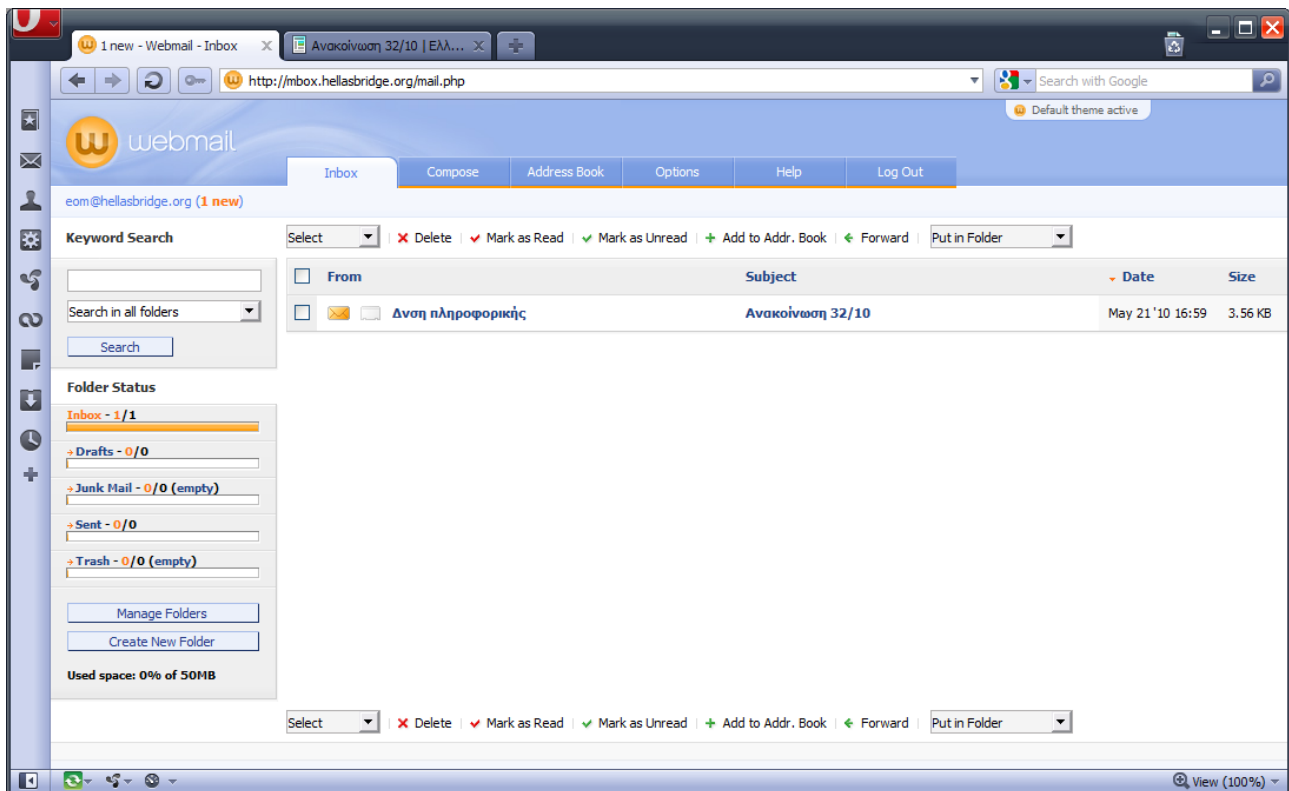 1 new - Webmail - Inbox
Ανακοίνωση 32/10 | Ελλ...
http://mbox.hellasbridge.org/mail.php
Search with Google
Default theme active
webmail
Inbox Compose Address Book Options Help Log Out
eom@hellasbridge.org (1 new)
Keyword Search
Select Delete Mark as Read Mark as Unread Add to Addr. Book Forward Put in Folder
From Subject Date Size
Δνση πληροφορικής Ανακοίνωση 32/10 May 21 '10 16:59 3.56 KB
Search in all folders
Search
Folder Status
Inbox - 1/1
Drafts - 0/0
Junk Mail - 0/0 (empty)
Sent - 0/0
Trash - 0/0 (empty)
Manage Folders
Create New Folder
Used space: 0% of 50MB
Select Delete Mark as Read Mark as Unread Add to Addr. Book Forward Put in Folder
View (100%)